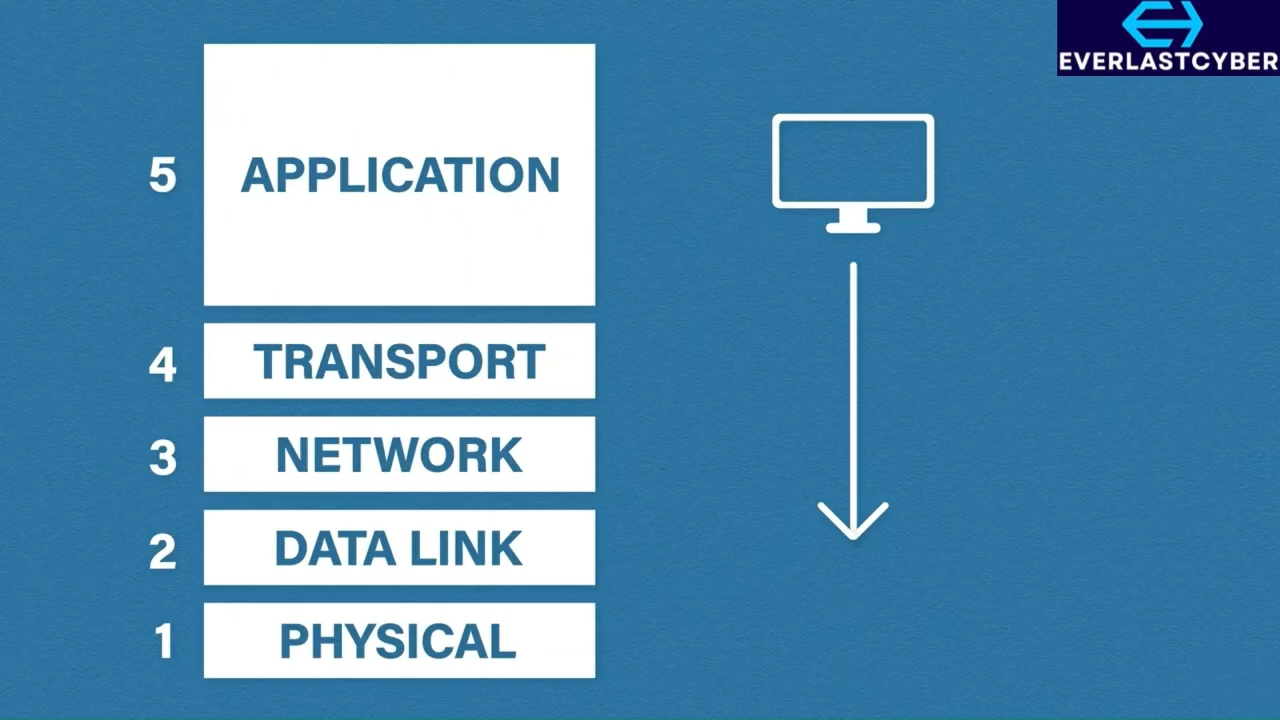 EVERLASTCYBER
5 APPLICATION
4 TRANSPORT
3 NETWORK
2 DATA LINK
1 PHYSICAL